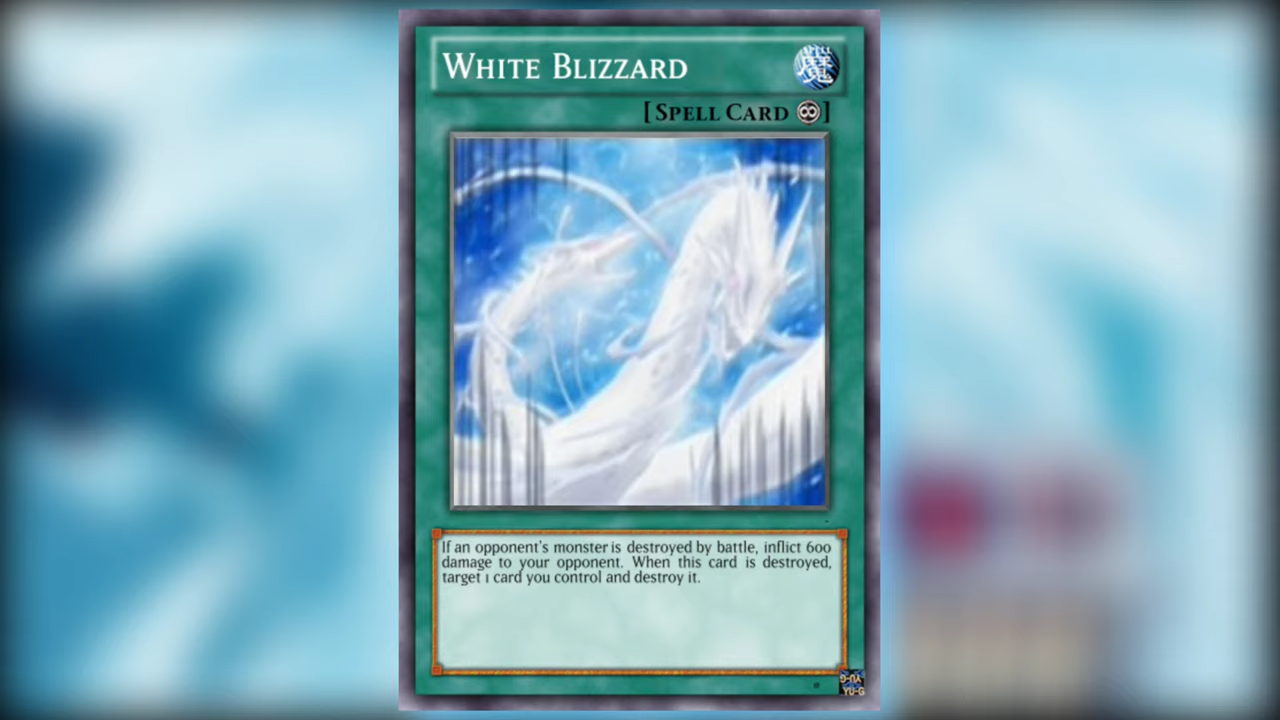 WHITE BLIZZARD
魔
[SPELL CARD ♾]
If an opponent's monster is destroyed by battle, inflict 600
damage to your opponent. When this card is destroyed,
target 1 card you control and destroy it.